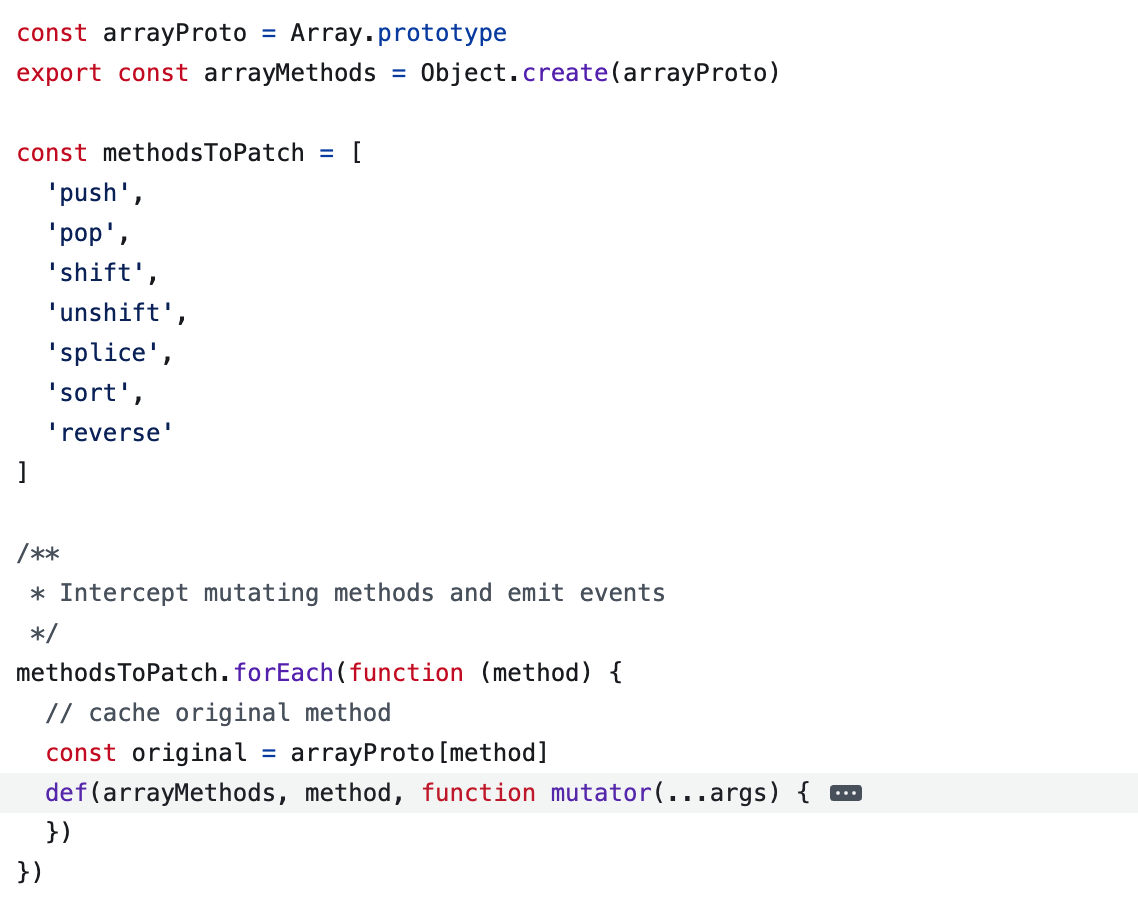 const arrayProto = Array.prototype
export const arrayMethods = Object.create(arrayProto)

const methodsToPatch = [
  'push',
  'pop',
  'shift',
  'unshift',
  'splice',
  'sort',
  'reverse'
]

/**
 * Intercept mutating methods and emit events
 */
methodsToPatch.forEach(function (method) {
  // cache original method
  const original = arrayProto[method]
  def(arrayMethods, method, function mutator(...args) { ...
  })
})